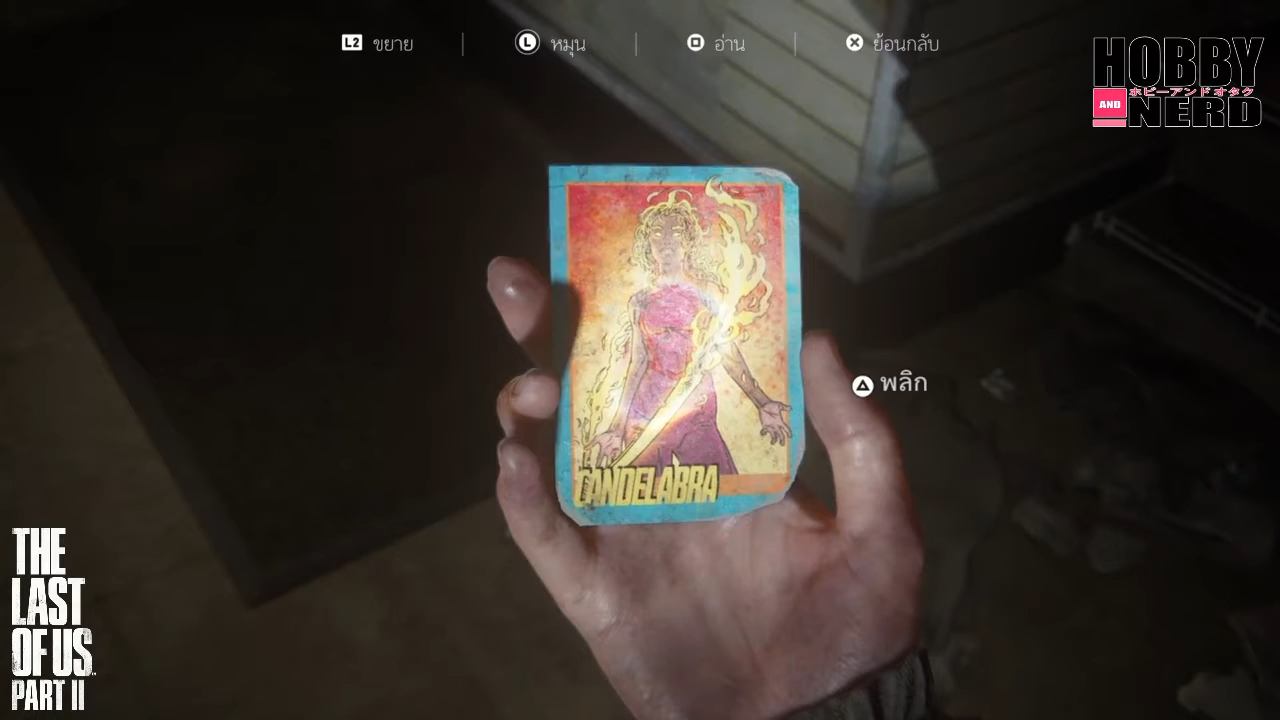 L2 ขยาย
L หมุน
อ่าน
ย้อนกลับ
HOBBY
ホビーアンドオタク
AND NERD
พลิก
CANDELABRA
THE
LAST
OF US
PART II